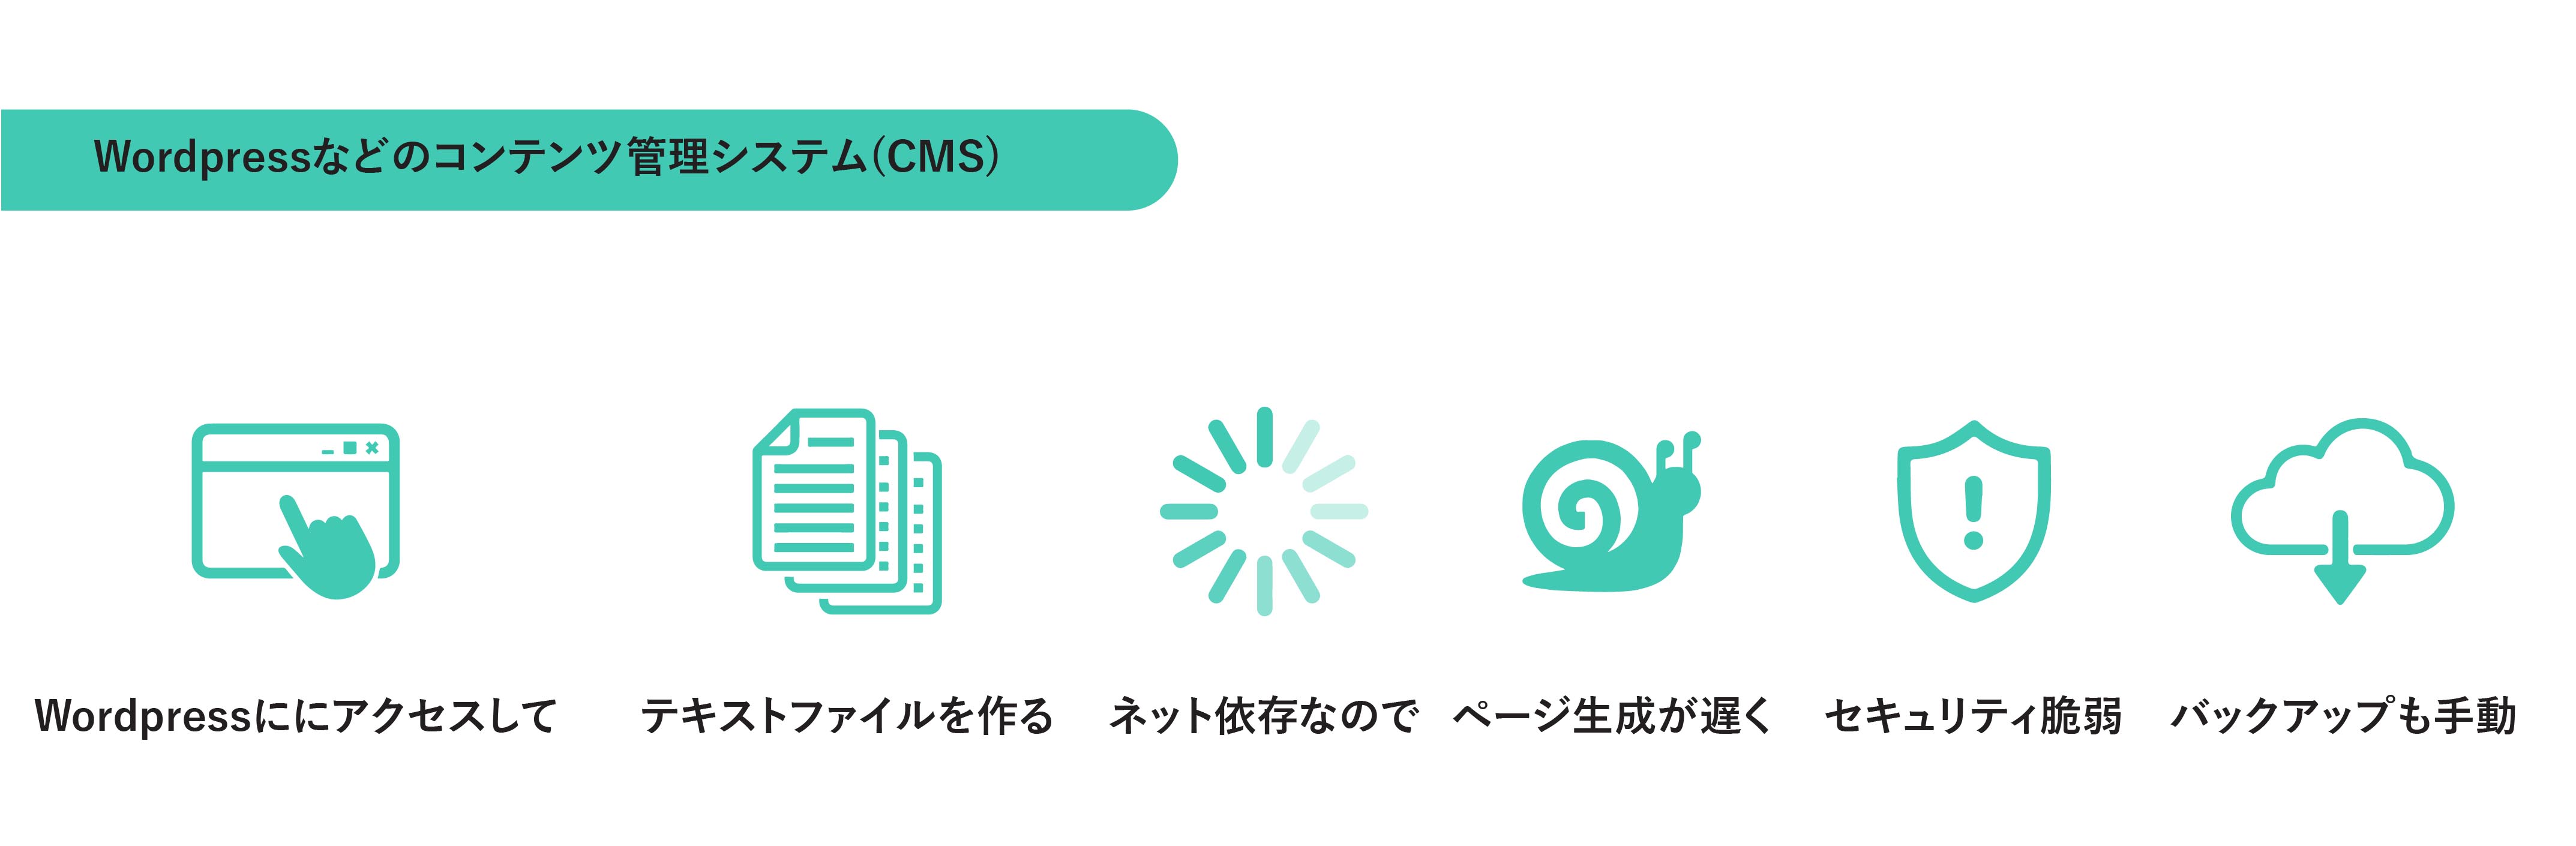 Wordpressなどのコンテンツ管理システム(CMS)
Wordpressににアクセスして
テキストファイルを作る
ネット依存なので
ページ生成が遅く
セキュリティ脆弱
バックアップも手動